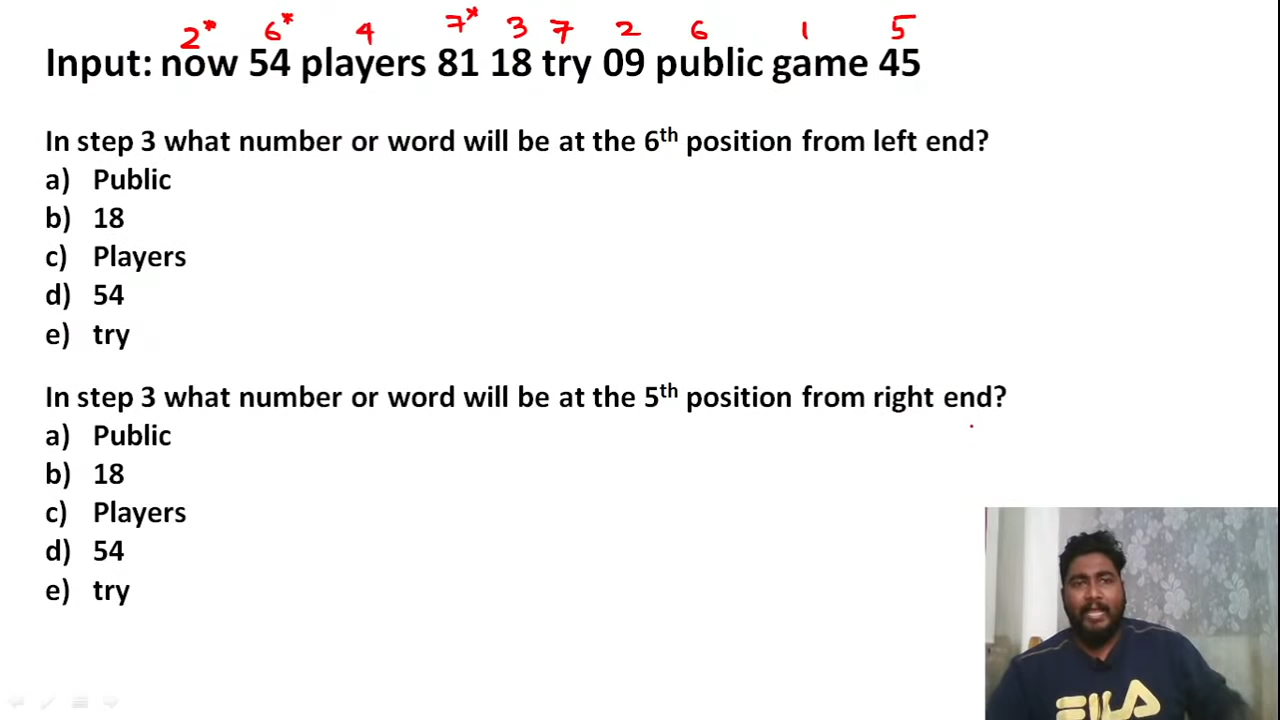 2* 6* 4 7* 3 7 2 6 1 5
Input: now 54 players 81 18 try 09 public game 45
In step 3 what number or word will be at the 6th position from left end?
a) Public
b) 18
c) Players
d) 54
e) try
In step 3 what number or word will be at the 5th position from right end?
a) Public
b) 18
c) Players
d) 54
e) try
FILA